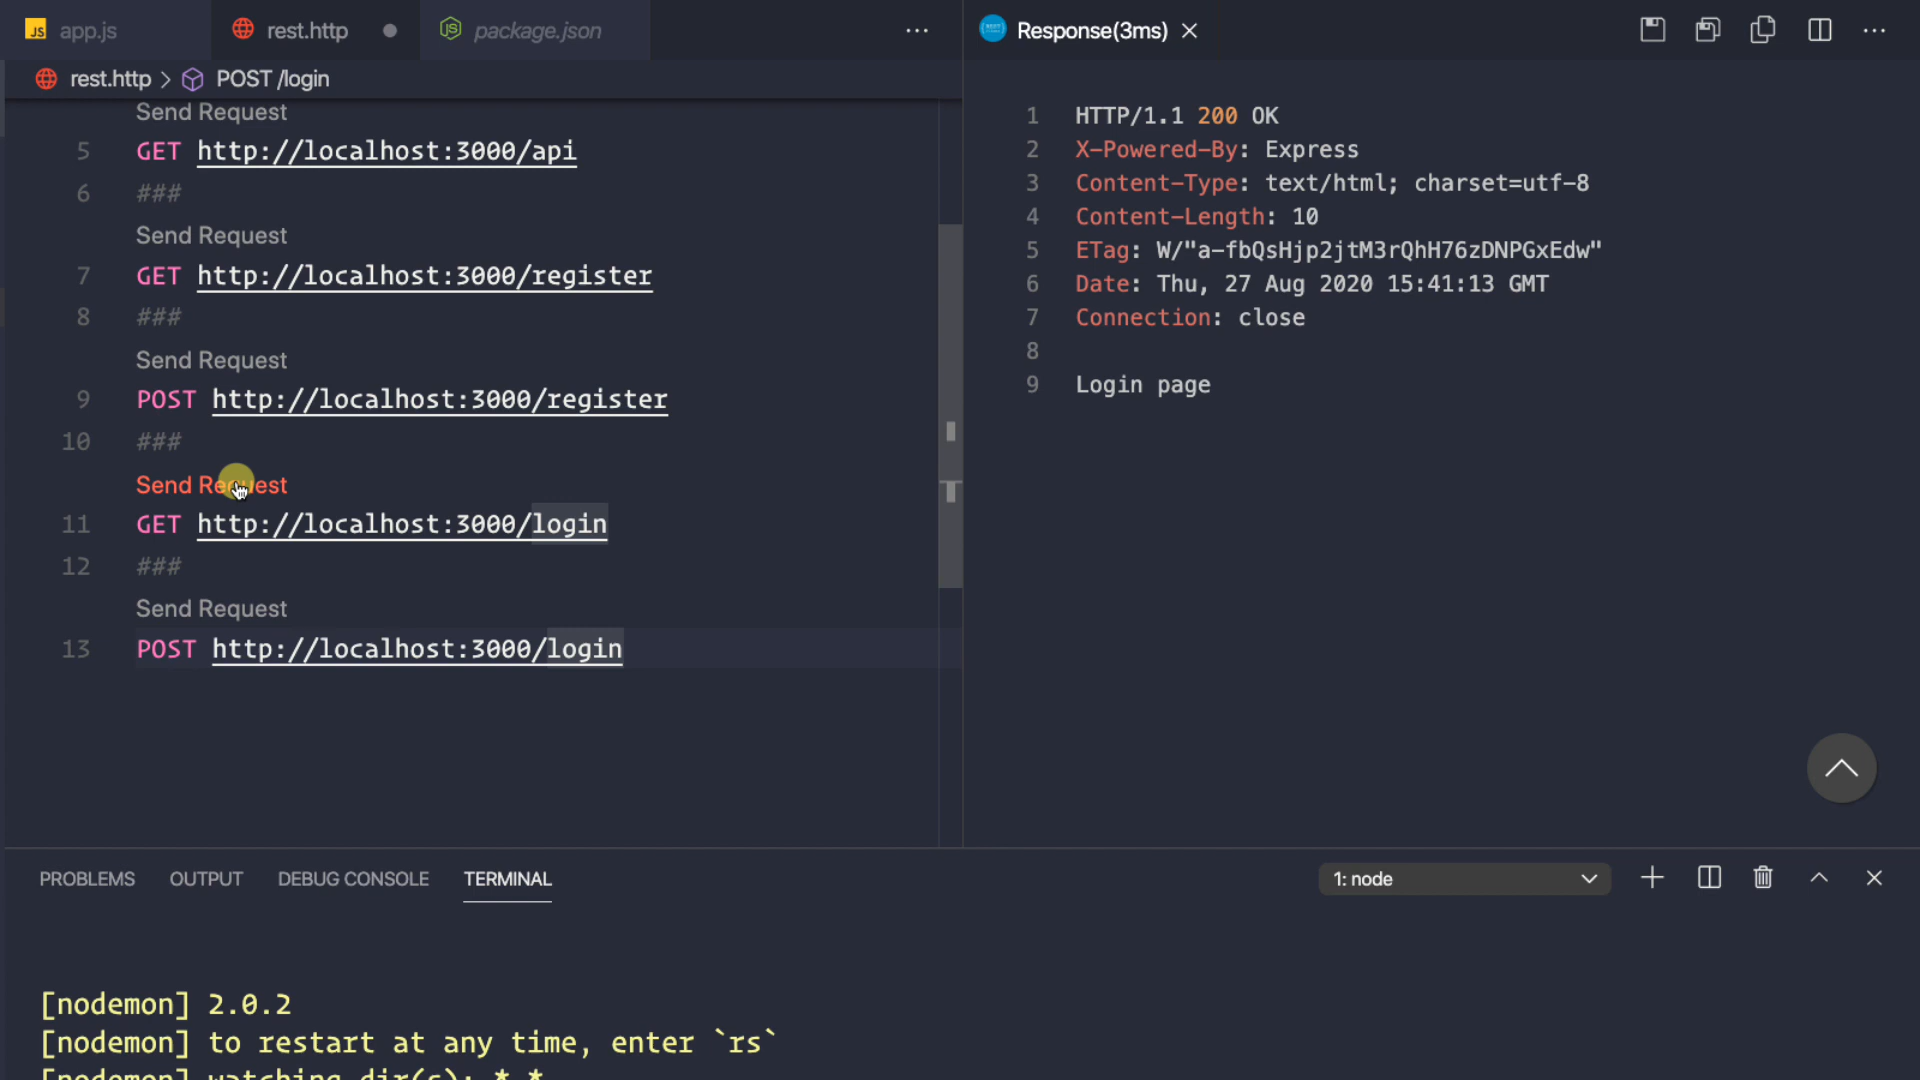 JS app.js
rest.http
package.json
...
Response(3ms)
...
rest.http > POST /login
Send Request
5 GET http://localhost:3000/api
6 ###
Send Request
7 GET http://localhost:3000/register
8 ###
Send Request
9 POST http://localhost:3000/register
10 ###
Send Request
11 GET http://localhost:3000/login
12 ###
Send Request
13 POST http://localhost:3000/login
1 HTTP/1.1 200 OK
2 X-Powered-By: Express
3 Content-Type: text/html; charset=utf-8
4 Content-Length: 10
5 ETag: W/"a-fbQsHjp2jtM3rQhH76zDNPGxEdw"
6 Date: Thu, 27 Aug 2020 15:41:13 GMT
7 Connection: close
8
9 Login page
PROBLEMS OUTPUT DEBUG CONSOLE TERMINAL
1: node
[nodemon] 2.0.2
[nodemon] to restart at any time, enter `rs`
[nodemon] watching dir(s): *.*